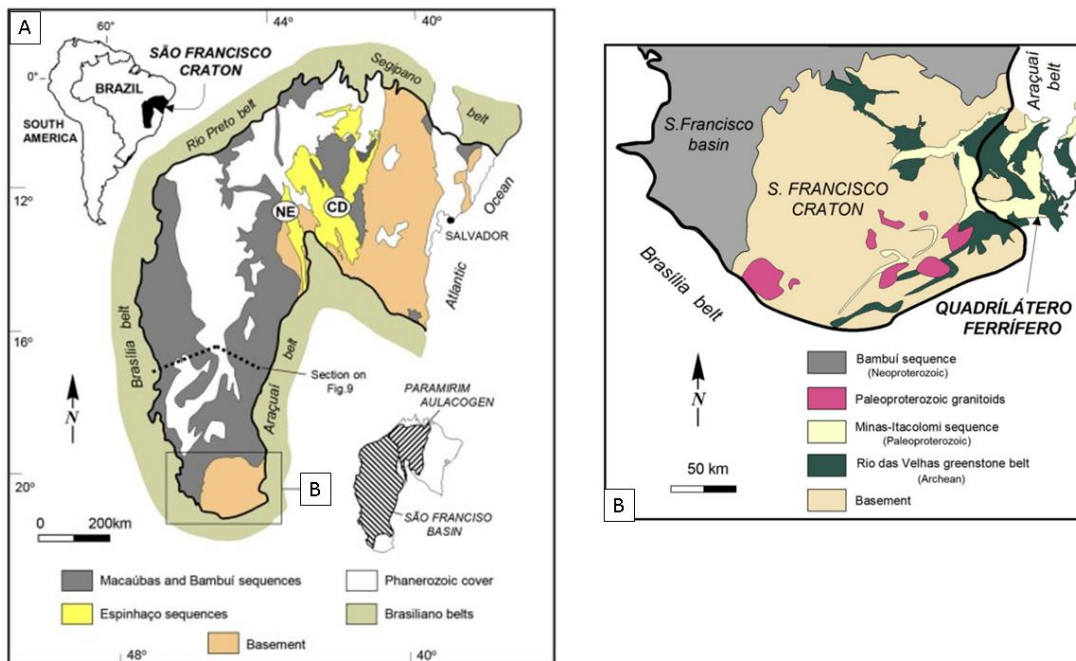 A
60°
44°
40°
SÃO FRANCISCO
CRATON
0°
BRAZIL
SOUTH
AMERICA
Segipano
belt
Rio Preto belt
12°
NE
CD
Ocean
SALVADOR
Atlantic
16°
Brasília belt
belt
Araçuaí
Section on
Fig.9
N
PARAMIRIM
AULACOGEN
20°
B
0
200km
SÃO FRANCISO
BASIN
Macaúbas and Bambuí sequences
Phanerozoic cover
Espinhaço sequences
Brasiliano belts
Basement
48°
40°
Araçuaí
belt
S.Francisco
basin
S. FRANCISCO
CRATON
Brasília belt
QUADRÍLÁTERO
FERRÍFERO
N
Bambuí sequence
(Neoproterozoic)
Paleoproterozoic granitoids
Minas-Itacolomi sequence
(Paleoproterozoic)
Rio das Velhas greenstone belt
(Archean)
Basement
50 km
B